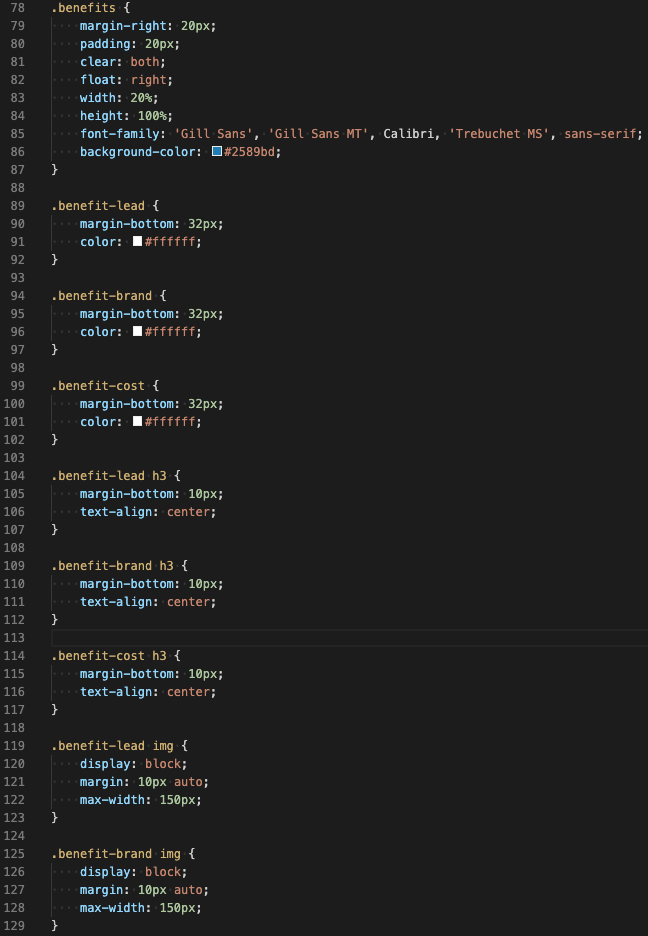 78 .benefits {
79     margin-right: 20px;
80     padding: 20px;
81     clear: both;
82     float: right;
83     width: 20%;
84     height: 100%;
85     font-family: 'Gill Sans', 'Gill Sans MT', Calibri, 'Trebuchet MS', sans-serif;
86     background-color: #2589bd;
87 }
88
89 .benefit-lead {
90     margin-bottom: 32px;
91     color: #ffffff;
92 }
93
94 .benefit-brand {
95     margin-bottom: 32px;
96     color: #ffffff;
97 }
98
99 .benefit-cost {
100     margin-bottom: 32px;
101     color: #ffffff;
102 }
103
104 .benefit-lead h3 {
105     margin-bottom: 10px;
106     text-align: center;
107 }
108
109 .benefit-brand h3 {
110     margin-bottom: 10px;
111     text-align: center;
112 }
113
114 .benefit-cost h3 {
115     margin-bottom: 10px;
116     text-align: center;
117 }
118
119 .benefit-lead img {
120     display: block;
121     margin: 10px auto;
122     max-width: 150px;
123 }
124
125 .benefit-brand img {
126     display: block;
127     margin: 10px auto;
128     max-width: 150px;
129 }